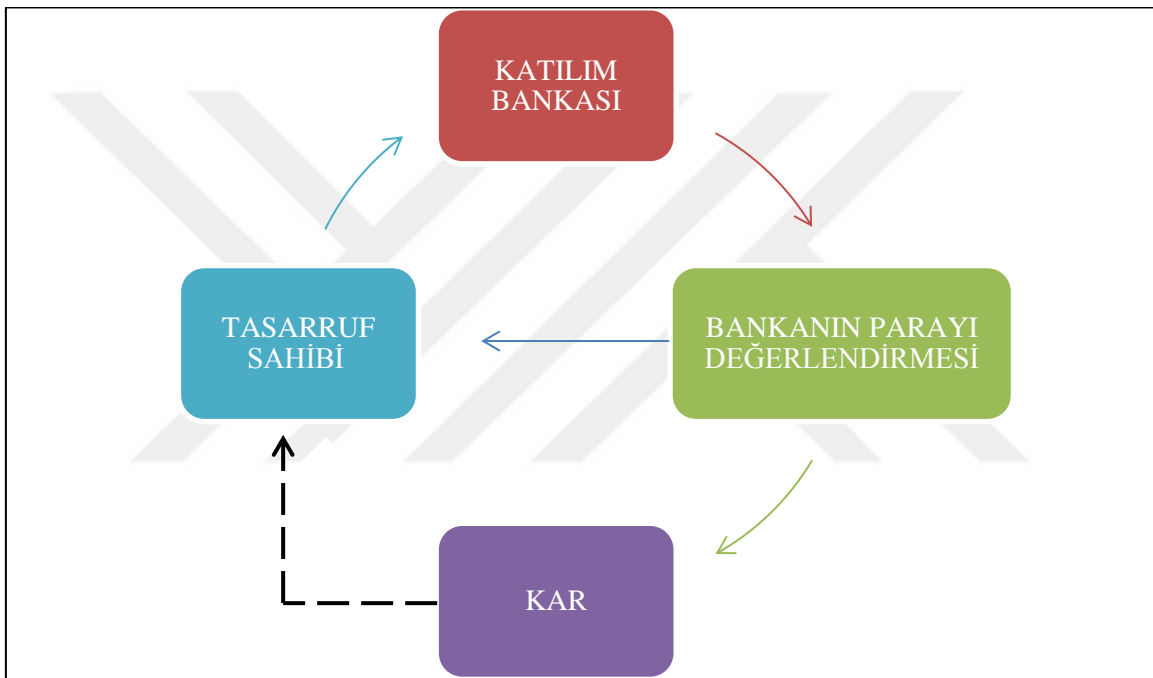 KATILIM
BANKASI
TASARRUF
SAHİBİ
BANKANIN PARAYI
DEĞERLENDİRMESİ
KAR